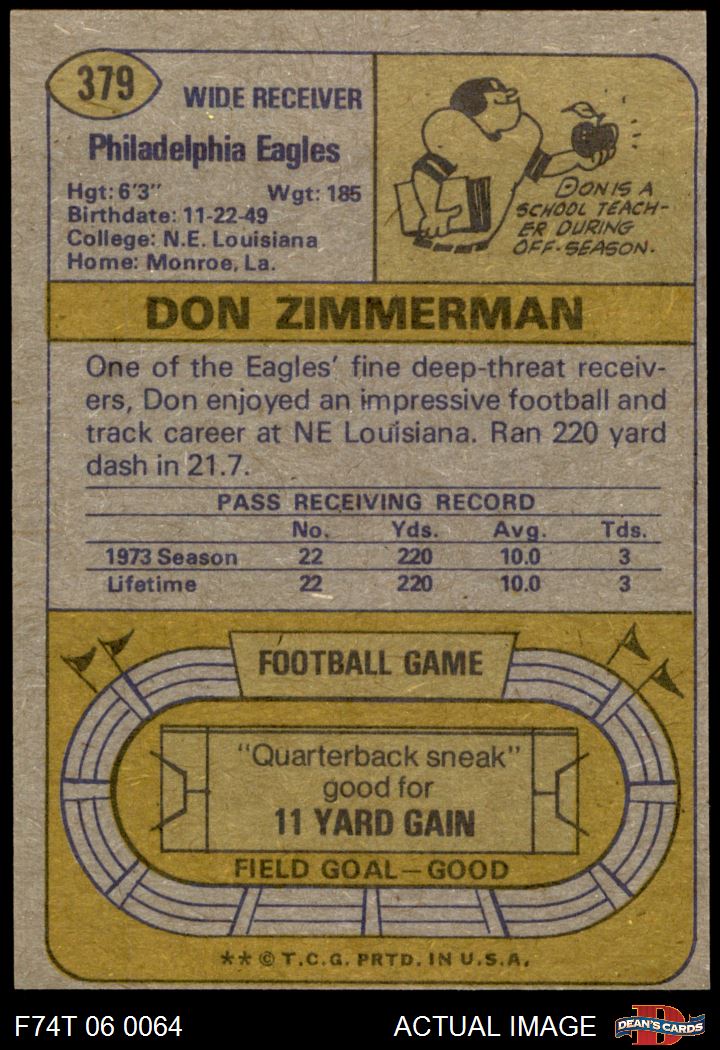 379
WIDE RECEIVER
Philadelphia Eagles
Hgt: 6'3" Wgt: 185
Birthdate: 11-22-49
College: N.E. Louisiana
Home: Monroe, La.
DON IS A
SCHOOL TEACH-
ER DURING
OFF-SEASON.
DON ZIMMERMAN
One of the Eagles' fine deep-threat receiv-
ers, Don enjoyed an impressive football and
track career at NE Louisiana. Ran 220 yard
dash in 21.7.
PASS RECEIVING RECORD
No. Yds. Avg. Tds.
1973 Season 22 220 10.0 3
Lifetime 22 220 10.0 3
FOOTBALL GAME
"Quarterback sneak"
good for
11 YARD GAIN
FIELD GOAL—GOOD
** © T.C.G. PRTD. IN U.S.A.
F74T 06 0064 ACTUAL IMAGE D DEAN'S CARDS